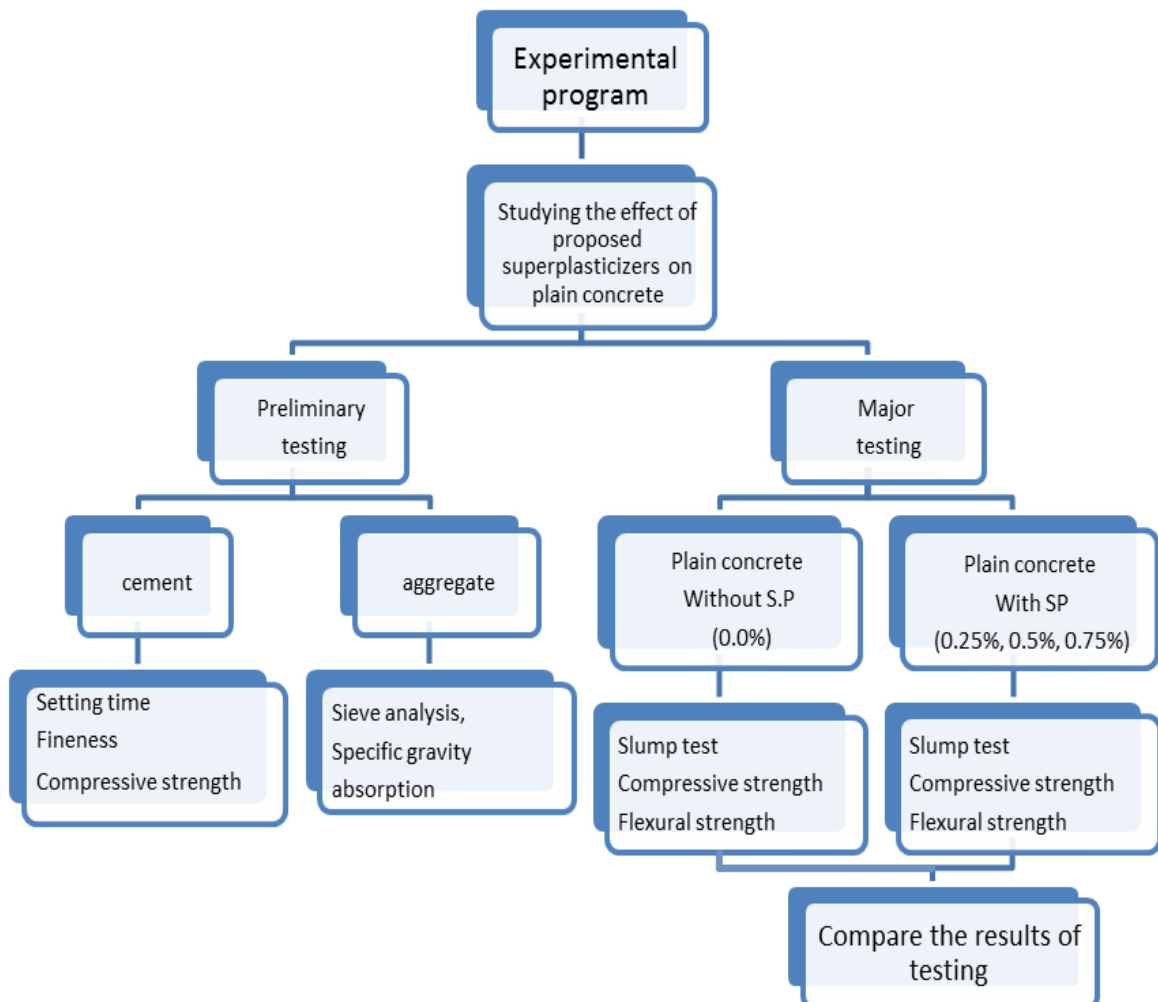 Experimental
program
Studying the effect of
proposed
superplasticizers on
plain concrete
Preliminary
testing
Major
testing
cement
aggregate
Plain concrete
Without S.P
(0.0%)
Plain concrete
With SP
(0.25%, 0.5%, 0.75%)
Setting time
Fineness
Compressive strength
Sieve analysis,
Specific gravity
absorption
Slump test
Compressive strength
Flexural strength
Slump test
Compressive strength
Flexural strength
Compare the results of
testing